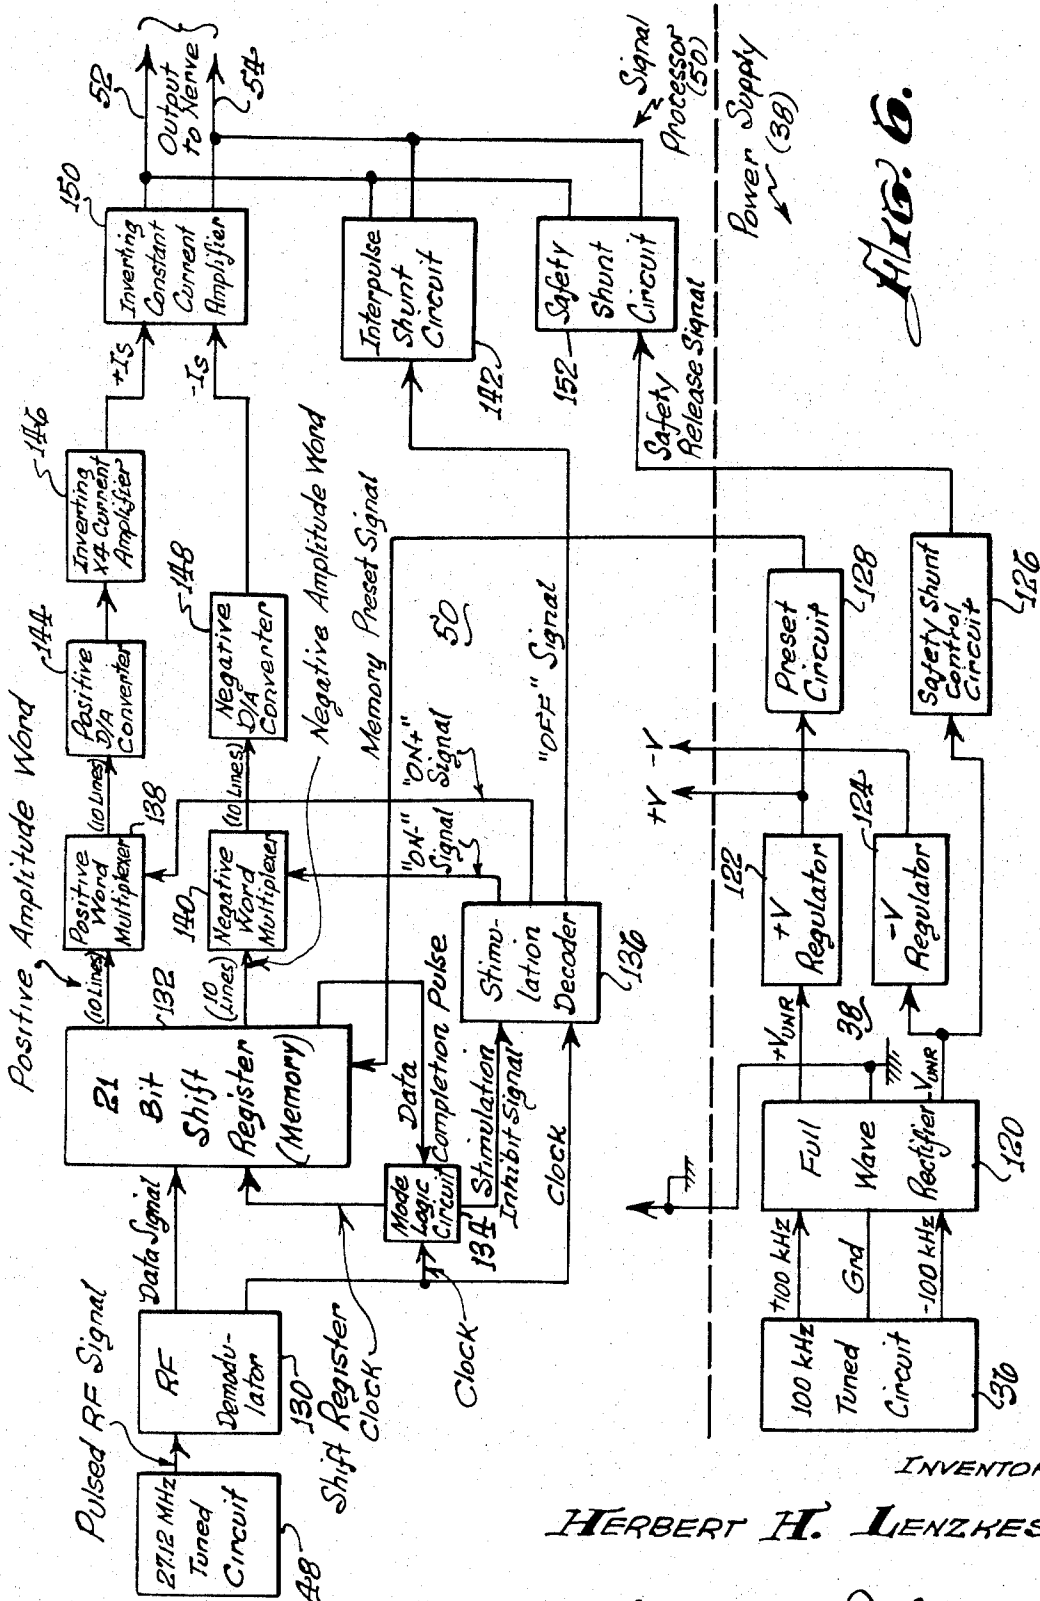 Pulsed RF Signal
27.12 MHz
Tuned
Circuit
48
RF
Demodu-
lator
130
Data Signal
Shift Register
Clock
Clock
Positive Amplitude Word
(10 Lines)
132
21
Bit
Shift
Register
(Memory)
(10
Lines)
Data
Completion Pulse
Mode
Logic
Circuit
134
Stimulation
Inhibit Signal
Clock
Positive
Word
Multiplexer
138
(10 Lines)
140
Negative
Word
Multiplexer
(10 Lines)
"ON-"
Signal
"ON+"
Signal
Stimu-
lation
Decoder
136
Positive
D/A
Converter
144
Negative
D/A
Converter
148
Negative Amplitude Word
Memory Preset Signal
50
"OFF" Signal
Inverting
X4 Current
Amplifier
146
+Is
-Is
Inverting
Constant
Current
Amplifier
150
52
Output
to Nerve
54
Interpulse
Shunt
Circuit
142
Safety
Shunt
Circuit
152
Safety
Release Signal
Signal
Processor
(50)
Power Supply
(38)
100 kHz
Tuned
Circuit
36
+100 kHz
Grd
-100 kHz
Full
Wave
Rectifier
120
+VUNR
38
-VUNR
+V
Regulator
122
-V
Regulator
124
+V
-V
Preset
Circuit
128
Safety Shunt
Control
Circuit
126
FIG. 6.
INVENTOR
HERBERT H. LENZKES